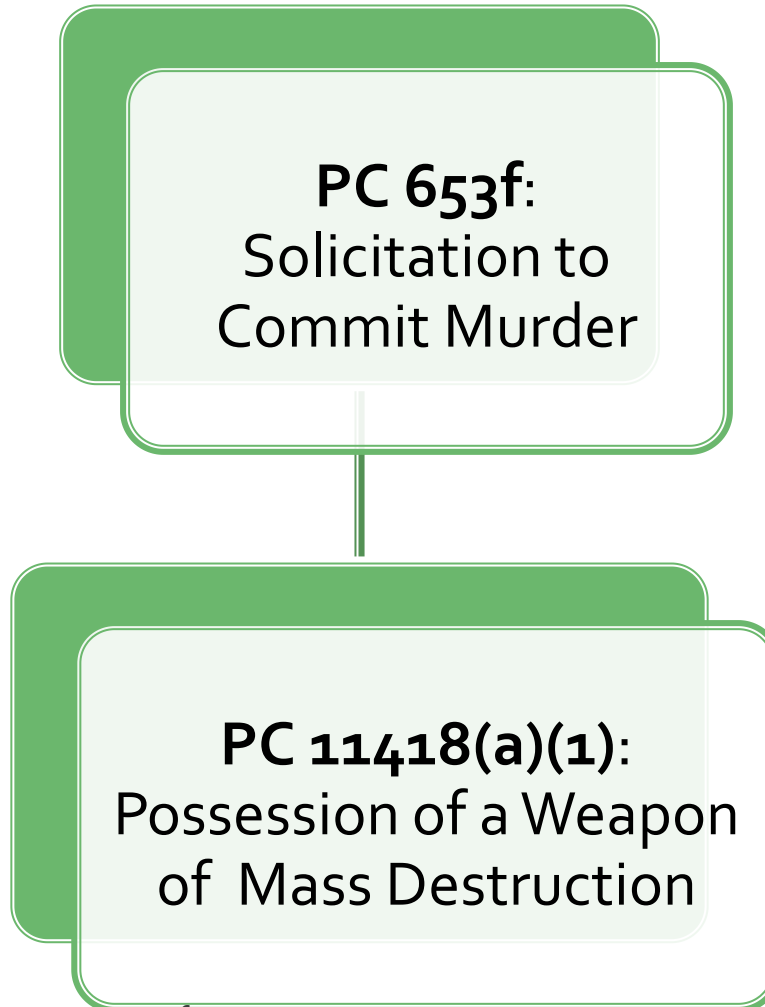 PC 653f:
Solicitation to
Commit Murder
PC 11418(a)(1):
Possession of a Weapon
of Mass Destruction